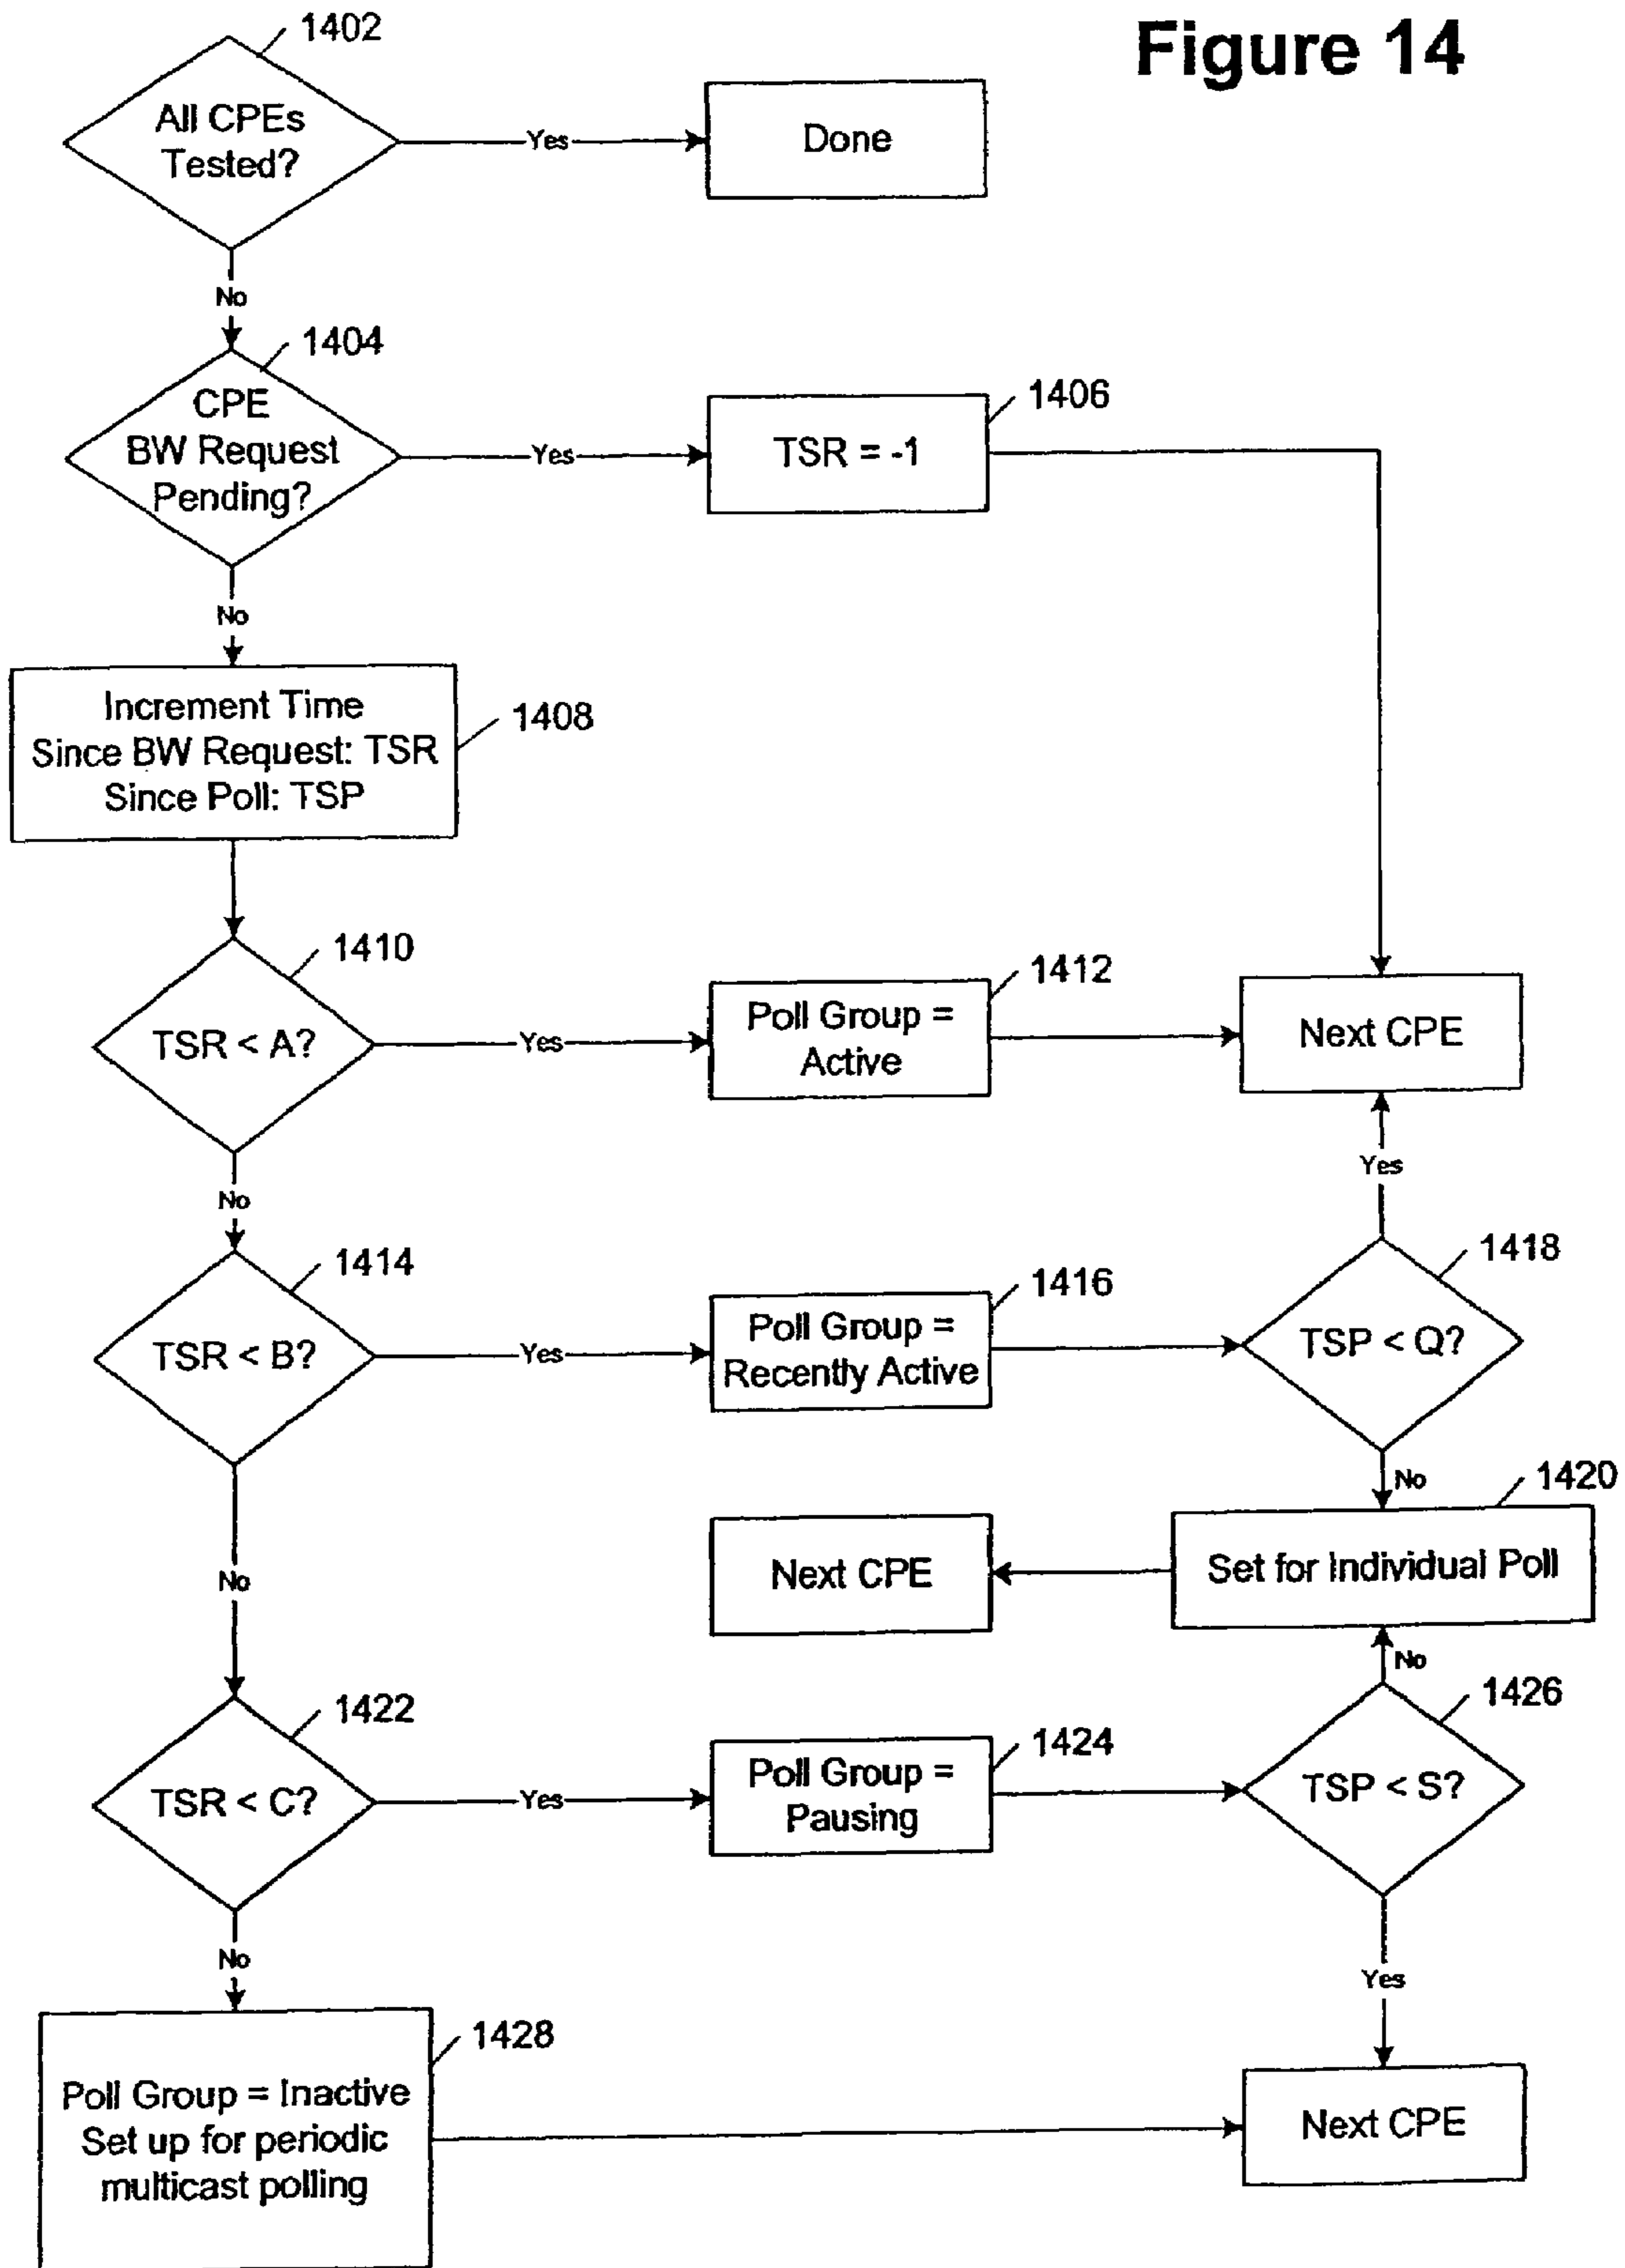 Figure 14
1402
All CPEs
Tested?
Yes
Done
No
1404
CPE
BW Request
Pending?
Yes
1406
TSR = -1
No
Increment Time
Since BW Request: TSR
Since Poll: TSP
1408
1410
TSR < A?
Yes
1412
Poll Group =
Active
Next CPE
No
Yes
1414
TSR < B?
Yes
1416
Poll Group =
Recently Active
1418
TSP < Q?
No
1420
Set for Individual Poll
Next CPE
No
No
1422
TSR < C?
Yes
1424
Poll Group =
Pausing
1426
TSP < S?
No
Yes
1428
Poll Group = Inactive
Set up for periodic
multicast polling
Next CPE